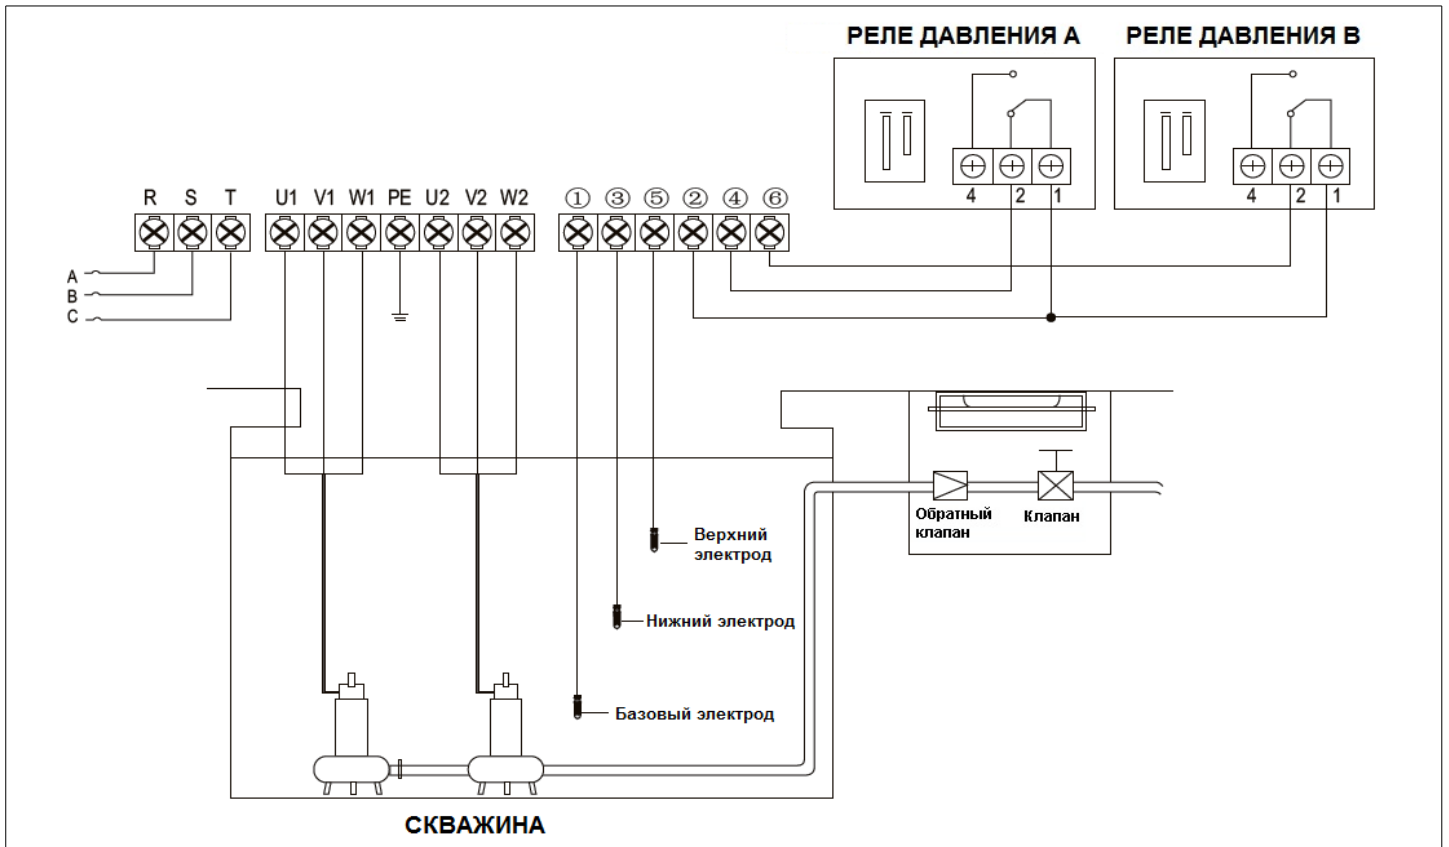 РЕЛЕ ДАВЛЕНИЯ А РЕЛЕ ДАВЛЕНИЯ В
4 2 1 4 2 1
R S T U1 V1 W1 PE U2 V2 W2 ① ③ ⑤ ② ④ ⑥
A
B
C
Обратный
клапан
Клапан
Верхний
электрод
Нижний электрод
Базовый электрод
СКВАЖИНА